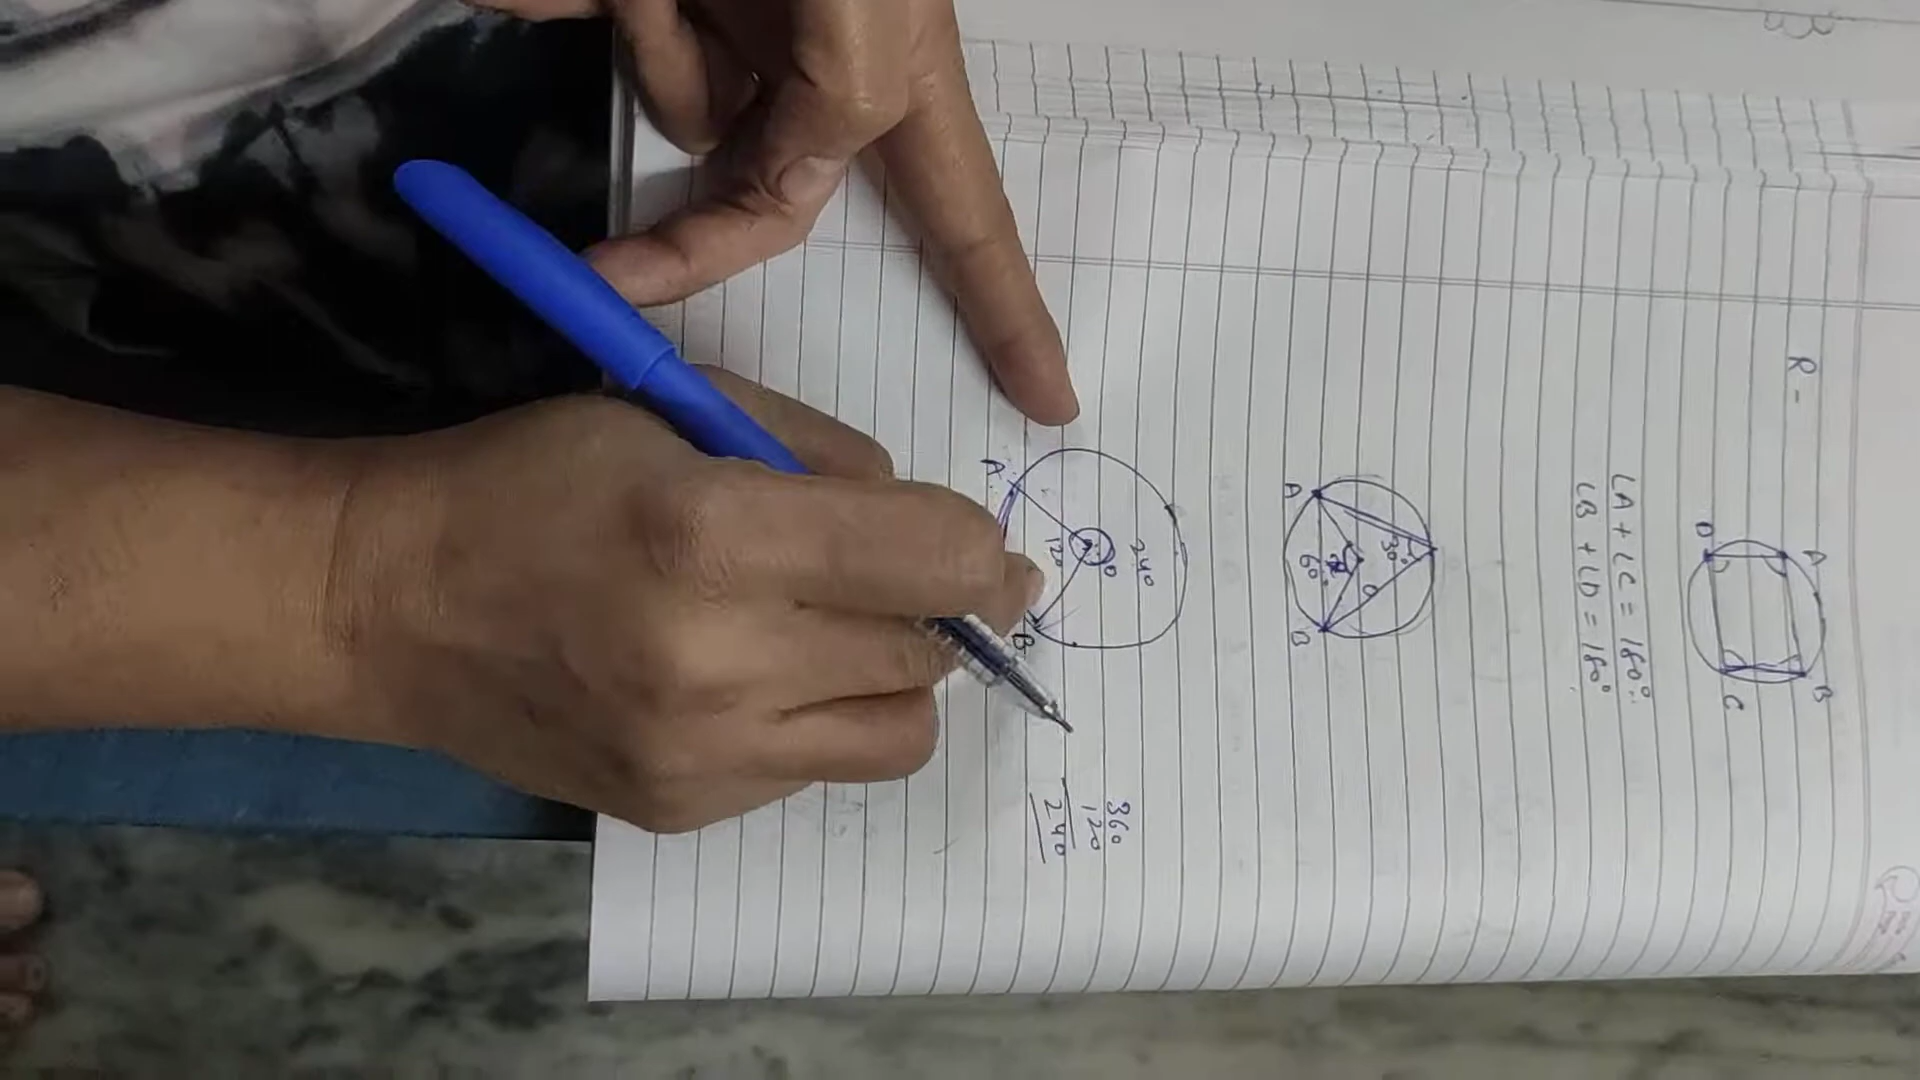 R -
A
B
D
C
∠A + ∠C = 180°
∠B + ∠D = 180°
30°
O
60°
A
B
240
O
120
A
B
360
120
240